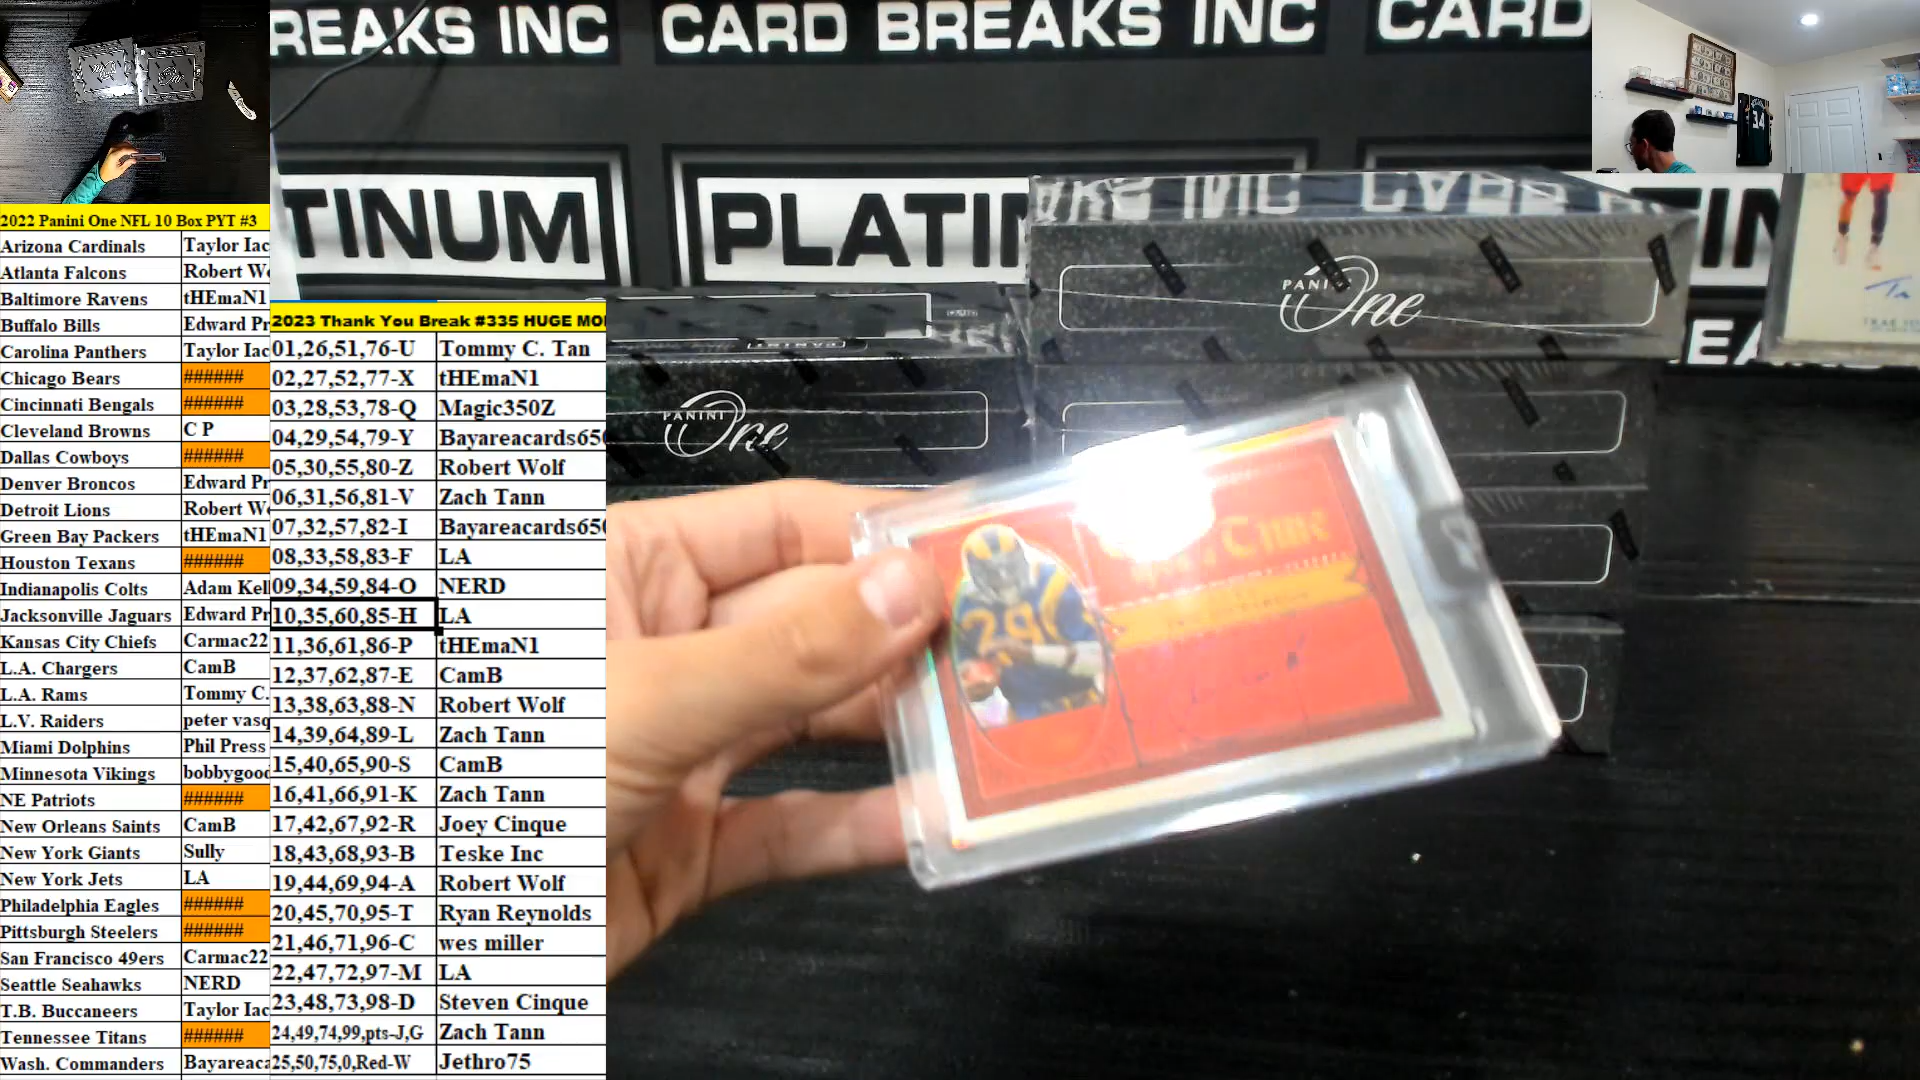 REAKS INC CARD BREAKS INC CARD
TINUM PLATIN
PANINI One
PANINI One
34
29
2022 Panini One NFL 10 Box PYT #3
Arizona Cardinals Taylor Iac
Atlanta Falcons Robert Wo
Baltimore Ravens tHEmaN1
Buffalo Bills Edward Pr
Carolina Panthers Taylor Iac
Chicago Bears ######
Cincinnati Bengals ######
Cleveland Browns C P
Dallas Cowboys ######
Denver Broncos Edward Pr
Detroit Lions Robert Wo
Green Bay Packers tHEmaN1
Houston Texans ######
Indianapolis Colts Adam Kell
Jacksonville Jaguars Edward Pr
Kansas City Chiefs Carmac22
L.A. Chargers CamB
L.A. Rams Tommy C.
L.V. Raiders peter vasq
Miami Dolphins Phil Press
Minnesota Vikings bobbygood
NE Patriots ######
New Orleans Saints CamB
New York Giants Sully
New York Jets LA
Philadelphia Eagles ######
Pittsburgh Steelers ######
San Francisco 49ers Carmac22
Seattle Seahawks NERD
T.B. Buccaneers Taylor Iac
Tennessee Titans ######
Wash. Commanders Bayareaca
2023 Thank You Break #335 HUGE MO
01,26,51,76-U Tommy C. Tan
02,27,52,77-X tHEmaN1
03,28,53,78-Q Magic350Z
04,29,54,79-Y Bayareacards650
05,30,55,80-Z Robert Wolf
06,31,56,81-V Zach Tann
07,32,57,82-I Bayareacards650
08,33,58,83-F LA
09,34,59,84-O NERD
10,35,60,85-H LA
11,36,61,86-P tHEmaN1
12,37,62,87-E CamB
13,38,63,88-N Robert Wolf
14,39,64,89-L Zach Tann
15,40,65,90-S CamB
16,41,66,91-K Zach Tann
17,42,67,92-R Joey Cinque
18,43,68,93-B Teske Inc
19,44,69,94-A Robert Wolf
20,45,70,95-T Ryan Reynolds
21,46,71,96-C wes miller
22,47,72,97-M LA
23,48,73,98-D Steven Cinque
24,49,74,99,pts-J,G Zach Tann
25,50,75,0,Red-W Jethro75